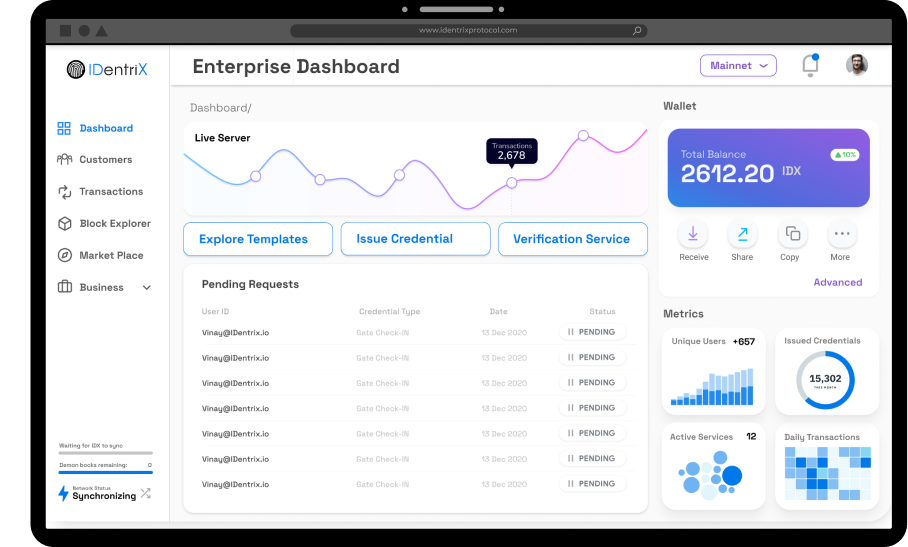 www.identrixprotocol.com
IDentriX
Enterprise Dashboard
Mainnet
Dashboard/
Dashboard
Customers
Transactions
Block Explorer
Market Place
Business
Waiting for IDX to sync
Demon books remaining: 0
Network Status
Synchronizing
Live Server
Transactions
2,678
Explore Templates
Issue Credential
Verification Service
Pending Requests
User ID Credential Type Date Status
Vinay@IDentrix.io Gate Check-IN 13 Dec 2020 PENDING
Vinay@IDentrix.io Gate Check-IN 13 Dec 2020 PENDING
Vinay@IDentrix.io Gate Check-IN 13 Dec 2020 PENDING
Vinay@IDentrix.io Gate Check-IN 13 Dec 2020 PENDING
Vinay@IDentrix.io Gate Check-IN 13 Dec 2020 PENDING
Vinay@IDentrix.io Gate Check-IN 13 Dec 2020 PENDING
Vinay@IDentrix.io Gate Check-IN 13 Dec 2020 PENDING
Wallet
Total Balance
10%
2612.20 IDX
Receive Share Copy More
Advanced
Metrics
Unique Users +657
Issued Credentials
15,302
THIS MONTH
Active Services 12
Daily Transactions